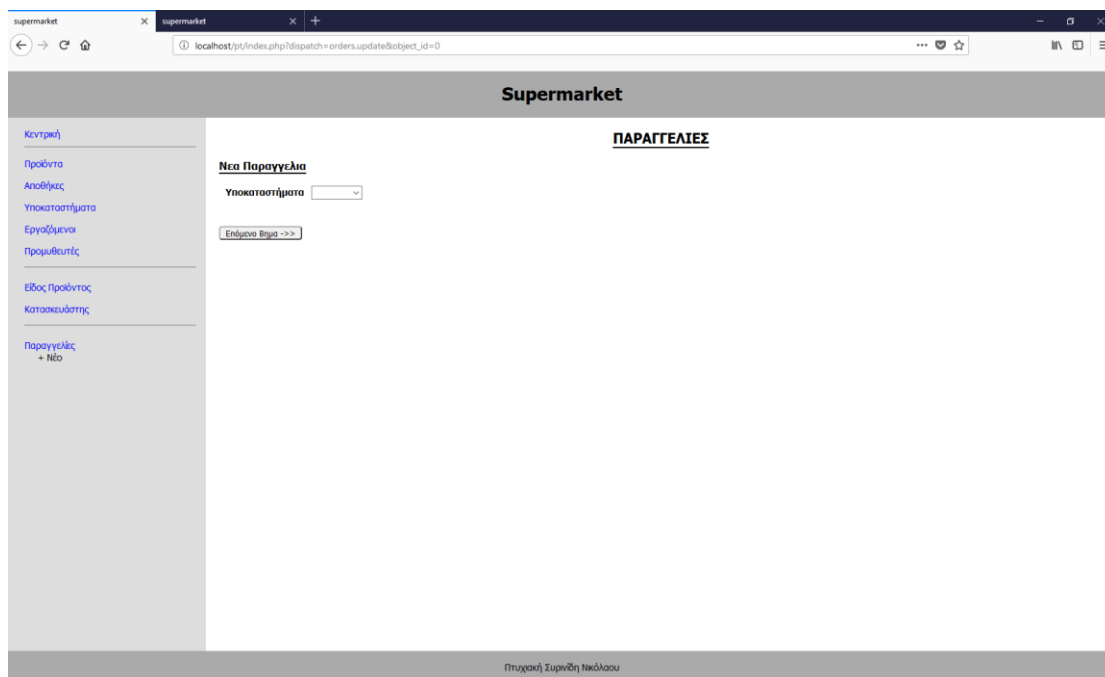 supermarket
supermarket
localhost/pt/index.php?dispatch=orders.update&object_id=0
Supermarket
Κεντρική
Προϊόντα
Αποθήκες
Υποκαταστήματα
Εργαζόμενοι
Προμυθευτές
Είδος Προϊόντος
Κατασκευάστης
Παραγγελίες
+ Νέο
ΠΑΡΑΓΓΕΛΙΕΣ
Νεα Παραγγελια
Υποκαταστήματα
Επόμενο Βημα ->>
Πτυχιακή Συρινίδη Νικόλαου